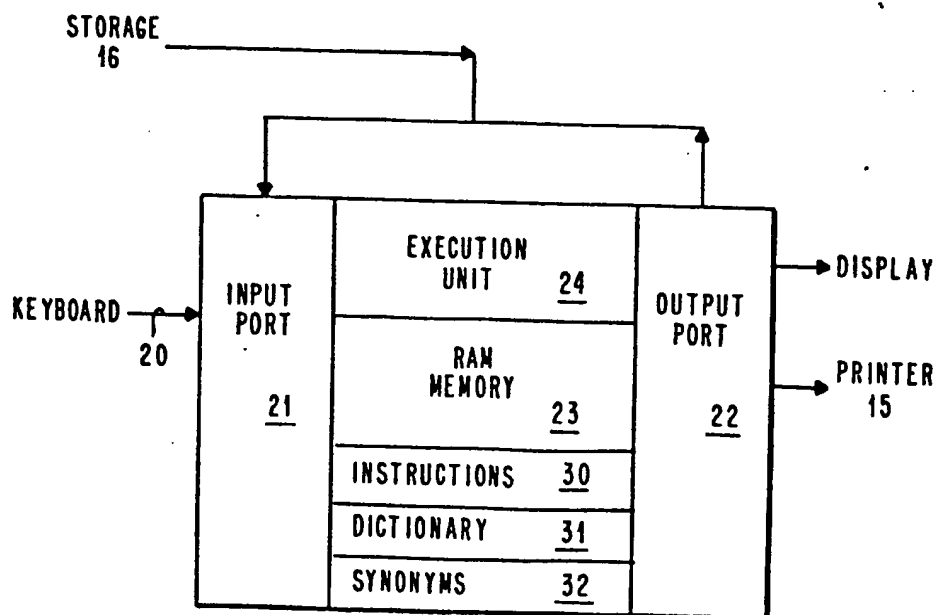 STORAGE
16
KEYBOARD
20
INPUT
PORT
21
EXECUTION
UNIT 24
RAM
MEMORY
23
INSTRUCTIONS 30
DICTIONARY 31
SYNONYMS 32
OUTPUT
PORT
22
DISPLAY
PRINTER
15